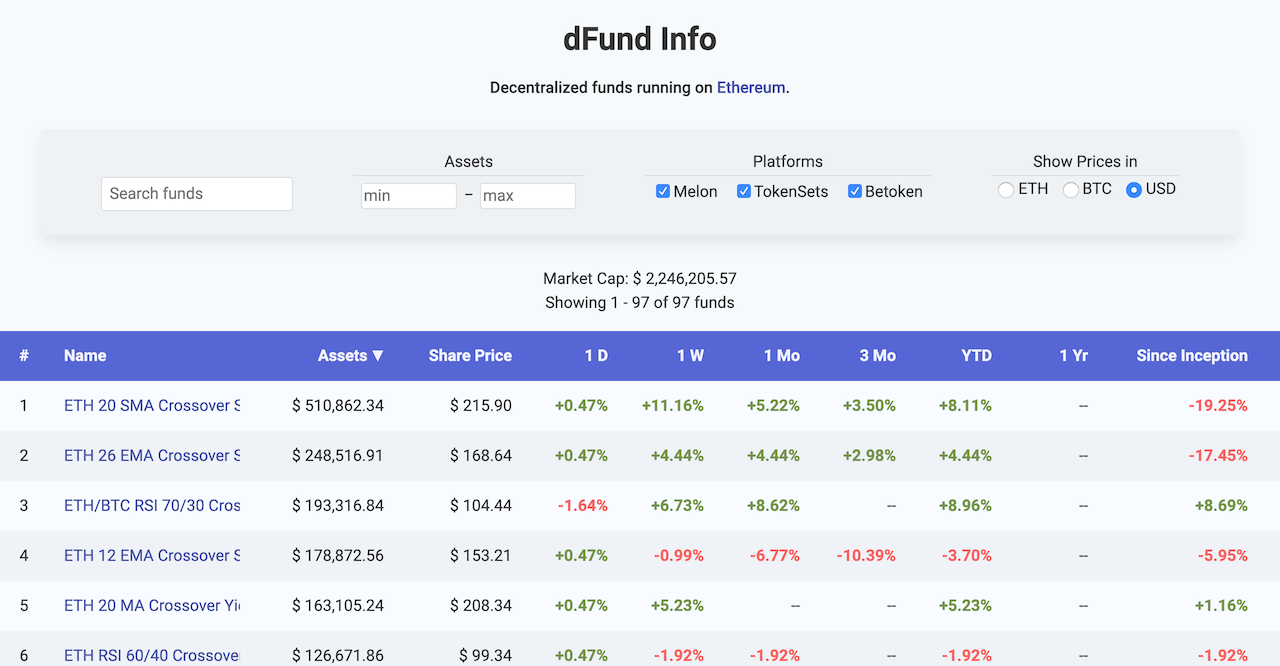 dFund Info
Decentralized funds running on Ethereum.
Assets Platforms Show Prices in
Search funds min – max Melon TokenSets Betoken ETH BTC USD
Market Cap: $ 2,246,205.57
Showing 1 - 97 of 97 funds
# Name Assets ▼ Share Price 1 D 1 W 1 Mo 3 Mo YTD 1 Yr Since Inception
1 ETH 20 SMA Crossover S $ 510,862.34 $ 215.90 +0.47% +11.16% +5.22% +3.50% +8.11% -- -19.25%
2 ETH 26 EMA Crossover S $ 248,516.91 $ 168.64 +0.47% +4.44% +4.44% +2.98% +4.44% -- -17.45%
3 ETH/BTC RSI 70/30 Cros $ 193,316.84 $ 104.44 -1.64% +6.73% +8.62% -- +8.96% -- +8.69%
4 ETH 12 EMA Crossover S $ 178,872.56 $ 153.21 +0.47% -0.99% -6.77% -10.39% -3.70% -- -5.95%
5 ETH 20 MA Crossover Yi $ 163,105.24 $ 208.34 +0.47% +5.23% -- -- +5.23% -- +1.16%
6 ETH RSI 60/40 Crossove $ 126,671.86 $ 99.34 +0.47% -1.92% -1.92% -- -1.92% -- -1.92%